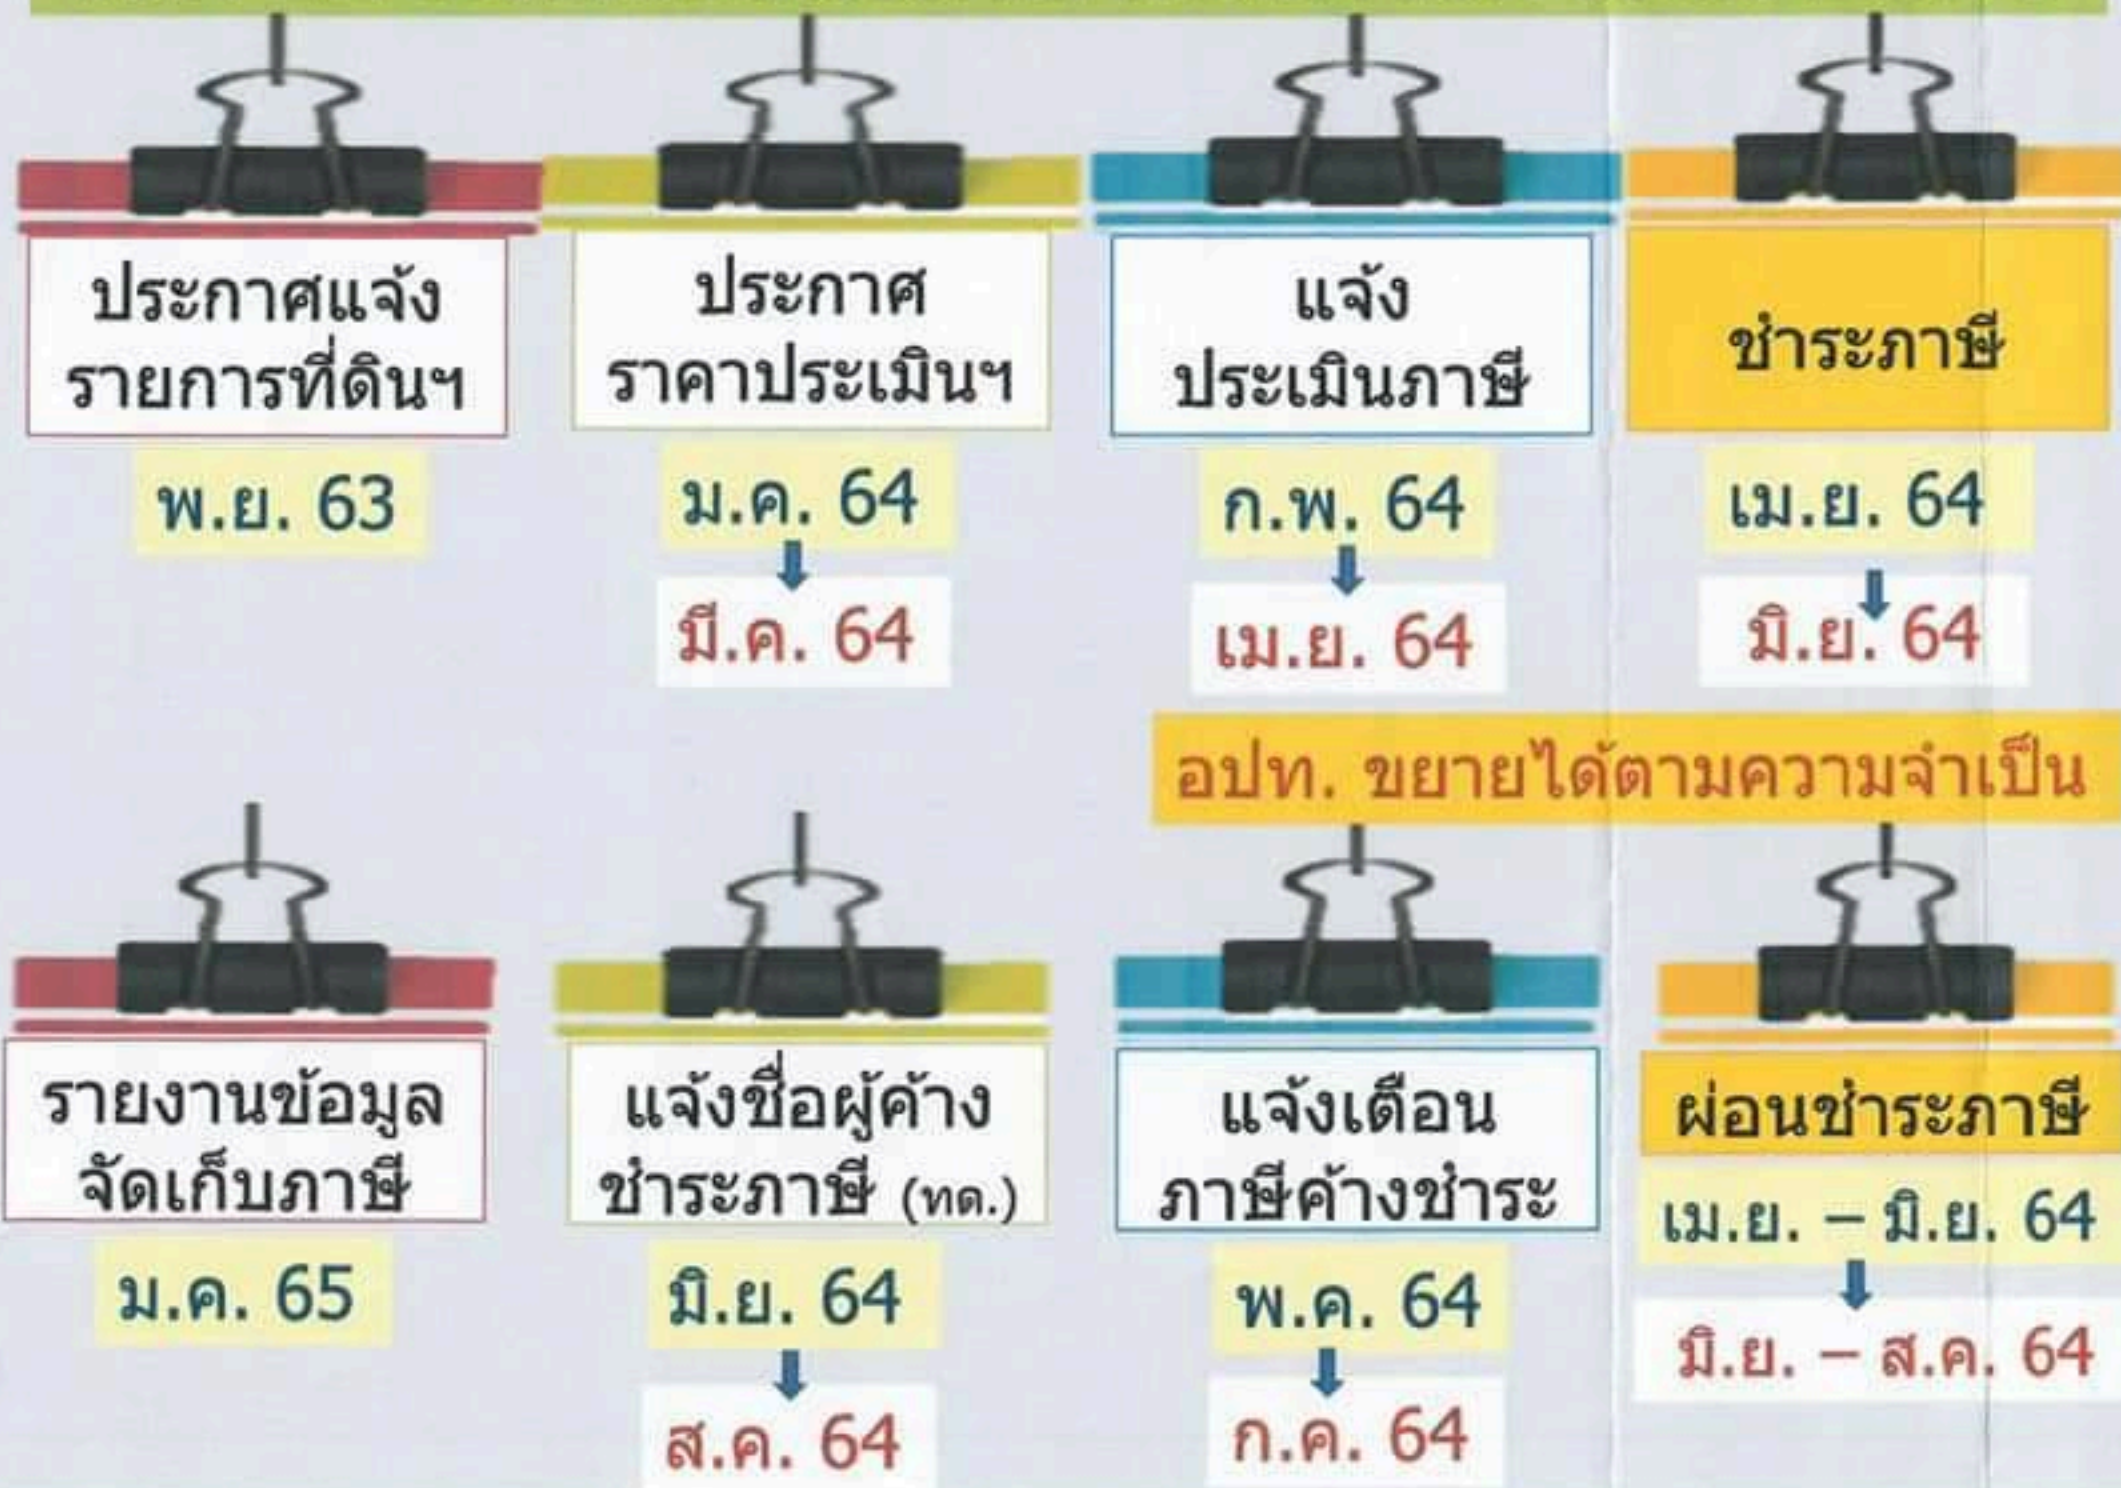 ประกาศแจ้ง
รายการที่ดินฯ
พ.ย. 63
ประกาศ
ราคาประเมินฯ
ม.ค. 64
มี.ค. 64
แจ้ง
ประเมินภาษี
ก.พ. 64
เม.ย. 64
ชำระภาษี
เม.ย. 64
มิ.ย. 64
อปท. ขยายได้ตามความจำเป็น
รายงานข้อมูล
จัดเก็บภาษี
ม.ค. 65
แจ้งชื่อผู้ค้าง
ชำระภาษี (ทด.)
มิ.ย. 64
ส.ค. 64
แจ้งเตือน
ภาษีค้างชำระ
พ.ค. 64
ก.ค. 64
ผ่อนชำระภาษี
เม.ย. – มิ.ย. 64
มิ.ย. – ส.ค. 64